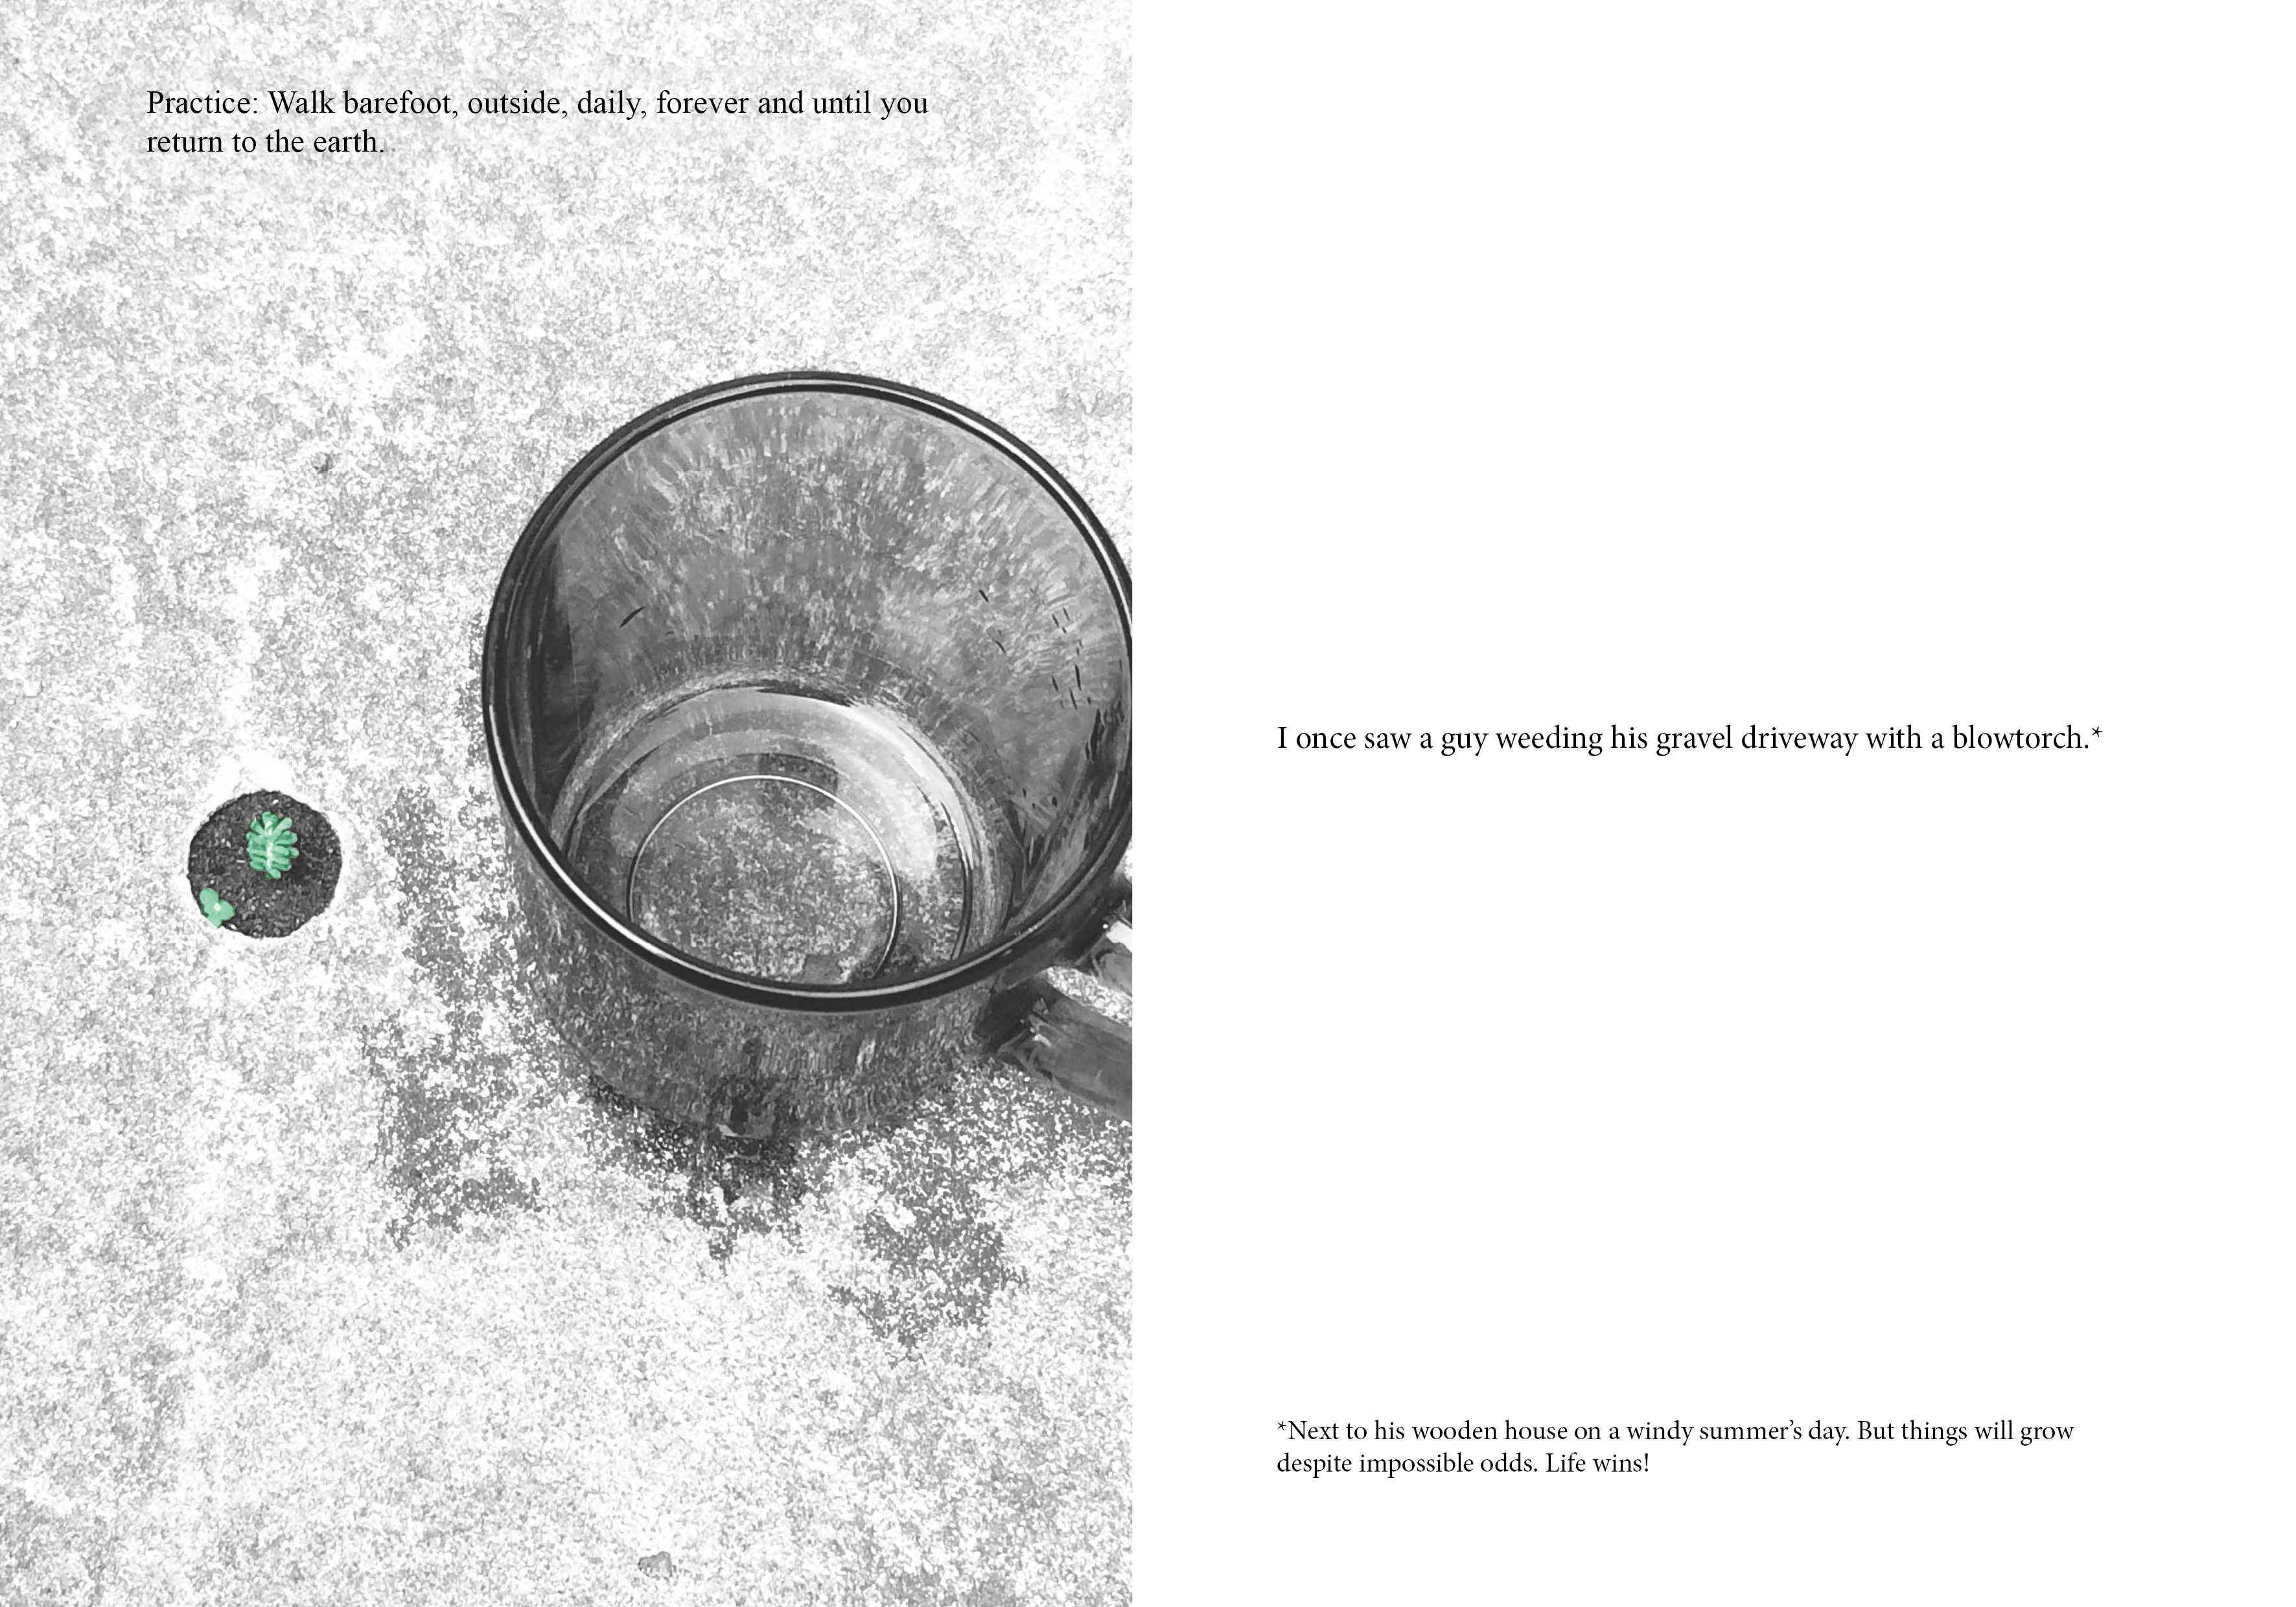 Practice: Walk barefoot, outside, daily, forever and until you
return to the earth.
I once saw a guy weeding his gravel driveway with a blowtorch.*
*Next to his wooden house on a windy summer’s day. But things will grow
despite impossible odds. Life wins!